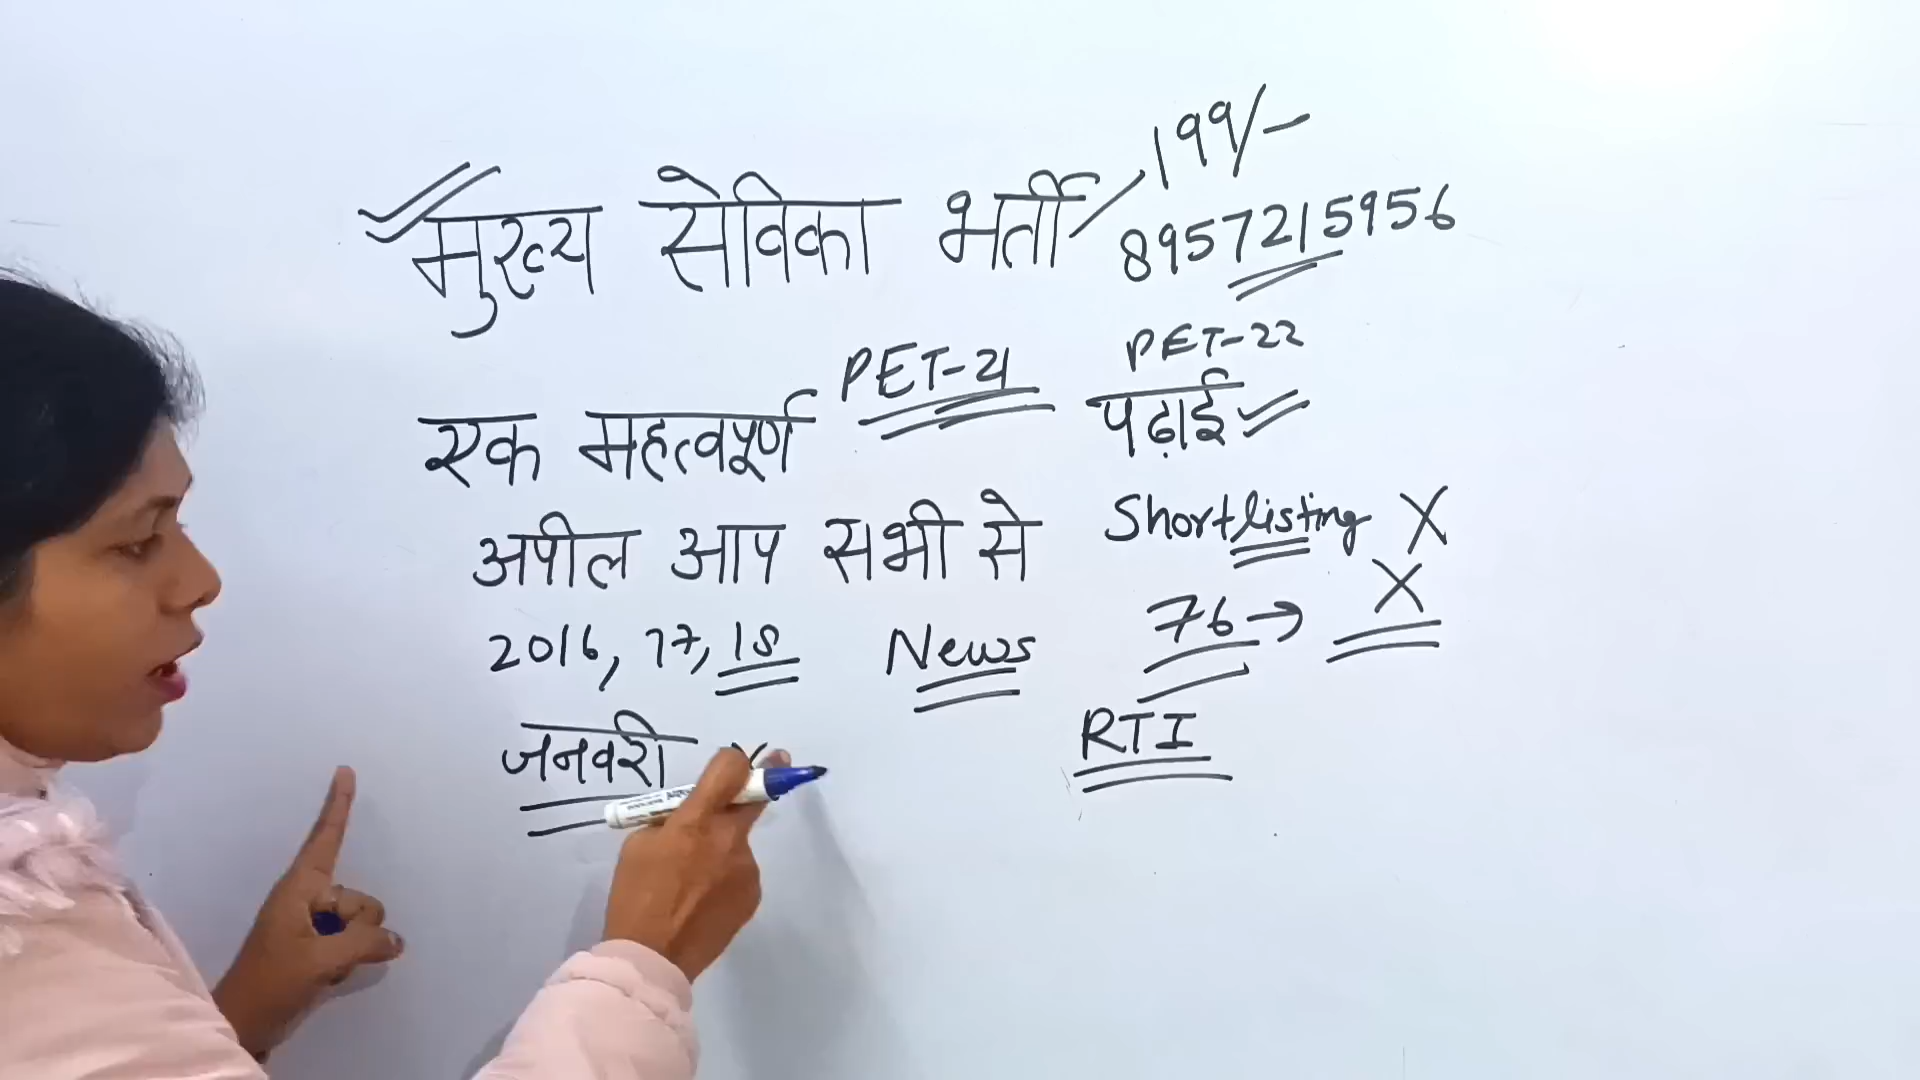 मुख्य सेविका भर्ती 199/-
8957215956
PET-21 PET-22
एक महत्वपूर्ण पढ़ाई
अपील आप सभी से Shortlisting X
2016, 17, 18 News 76→ X
जनवरी RTI